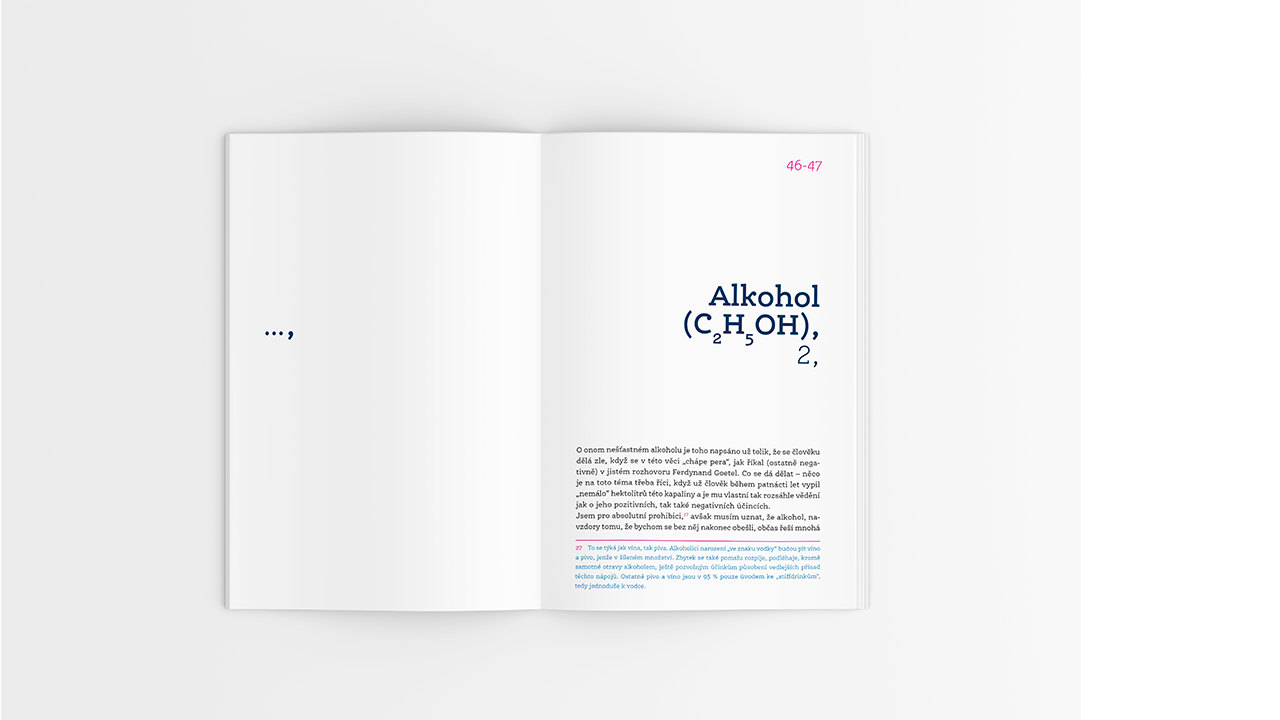 ...,
46-47
Alkohol
(C₂H₅OH),
2,
O onom nešťastném alkoholu je toho napsáno už tolik, že se člověku
dělá zle, když se v této věci „chápe pera“, jak říkal (ostatně nega-
tivně) v jistém rozhovoru Ferdynand Goetel. Co se dá dělat – něco
je na toto téma třeba říci, když už člověk během patnácti let vypil
„nemálo“ hektolitrů této kapaliny a je mu vlastní tak rozsáhle vědění
jak o jeho pozitivních, tak také negativních účincích.
Jsem pro absolutní prohibici,²⁷ avšak musím uznat, že alkohol, na-
vzdory tomu, že bychom se bez něj nakonec obešli, občas řeší mnohá
27 To se týká jak vína, tak piva. Alkoholici narození „ve znaku vodky“ budou pít víno
a pivo, jenže v šíleném množství. Zbytek se také pomalu rozpije, podléhaje, kromě
samotné otravy alkoholem, ještě pozvolným účinkům působení vedlejších přísad
těchto nápojů. Ostatně pivo a víno jsou v 95 % pouze úvodem ke „stiffdrinkům“,
tedy jednoduše k vodce.